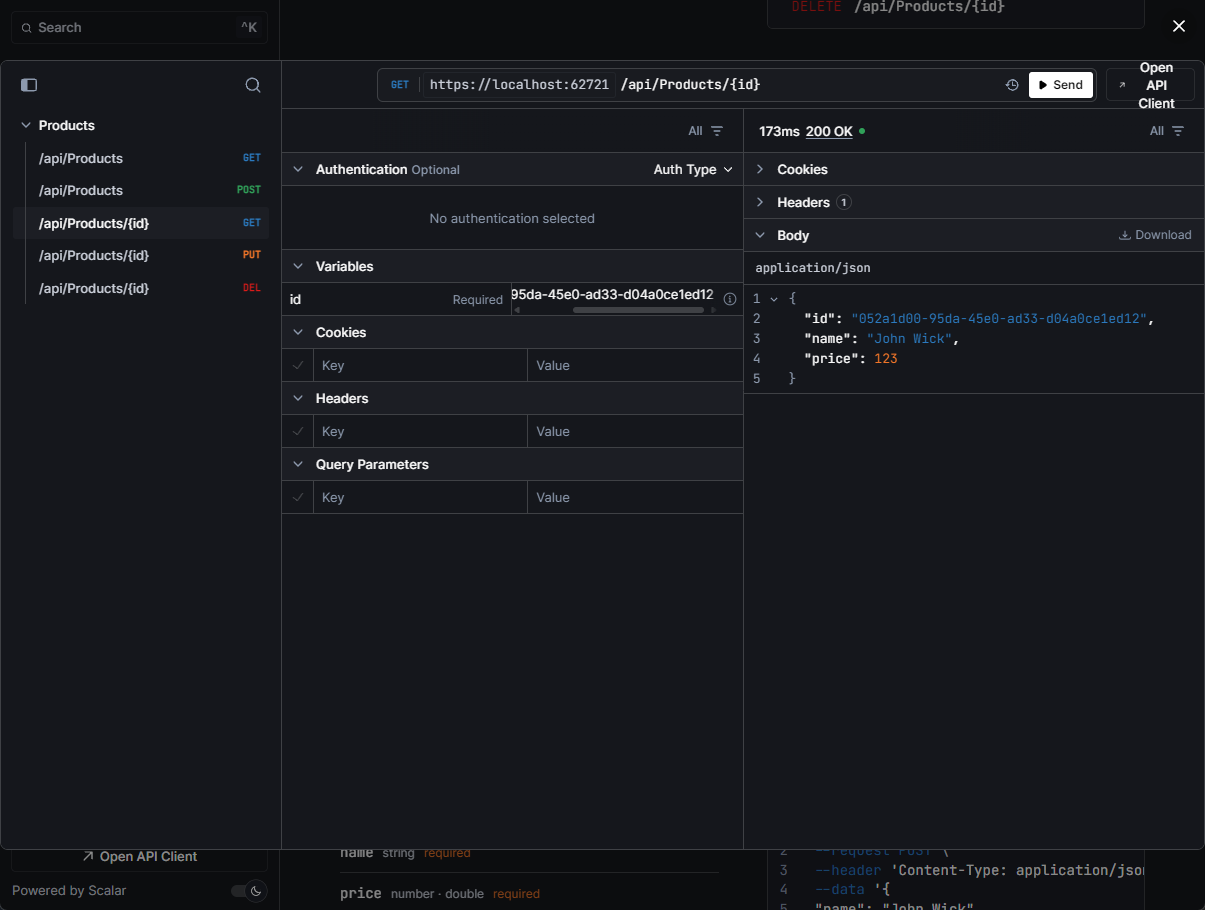 Search ^K
DELETE /api/Products/{id}
GET https://localhost:62721 /api/Products/{id} Send
Open API Client
Products
/api/Products GET
/api/Products POST
/api/Products/{id} GET
/api/Products/{id} PUT
/api/Products/{id} DEL
All
Authentication Optional Auth Type
No authentication selected
Variables
id Required 95da-45e0-ad33-d04a0ce1ed12
Cookies
Key Value
Headers
Key Value
Query Parameters
Key Value
173ms 200 OK All
Cookies
Headers 1
Body Download
application/json
1 {
2 "id": "052a1d00-95da-45e0-ad33-d04a0ce1ed12",
3 "name": "John Wick",
4 "price": 123
5 }
Open API Client
Powered by Scalar
name string required
price number · double required
2 --request POST \
3 --header 'Content-Type: application/json
4 --data '{
5 "name": "John Wick"